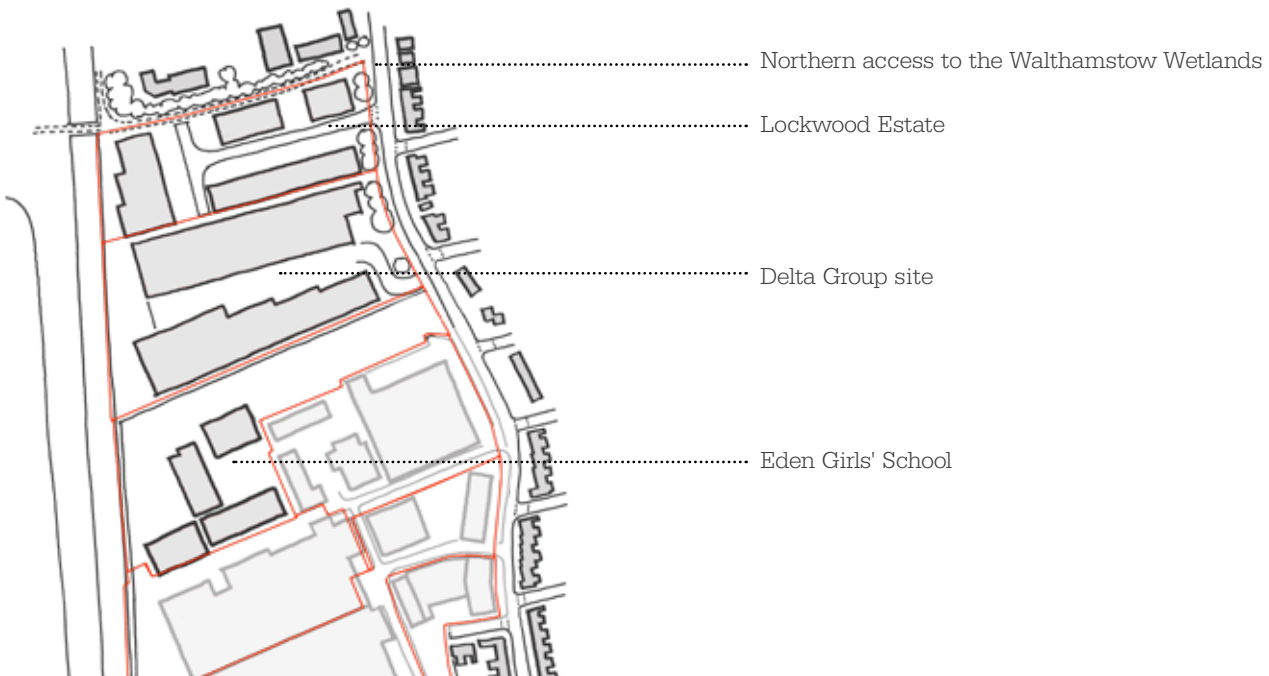 Northern access to the Walthamstow Wetlands
Lockwood Estate
Delta Group site
Eden Girls' School